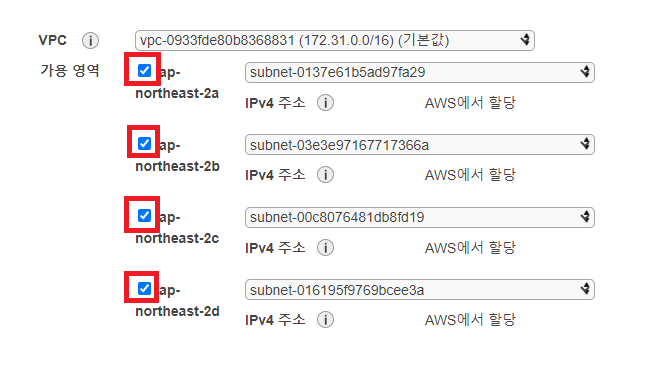 VPC i vpc-0933fde80b8368831 (172.31.0.0/16) (기본값)
가용 영역 ap-northeast-2a subnet-0137e61b5ad97fa29
IPv4 주소 i AWS에서 할당
ap-northeast-2b subnet-03e3e97167717366a
IPv4 주소 i AWS에서 할당
ap-northeast-2c subnet-00c8076481db8fd19
IPv4 주소 i AWS에서 할당
ap-northeast-2d subnet-016195f9769bcee3a
IPv4 주소 i AWS에서 할당